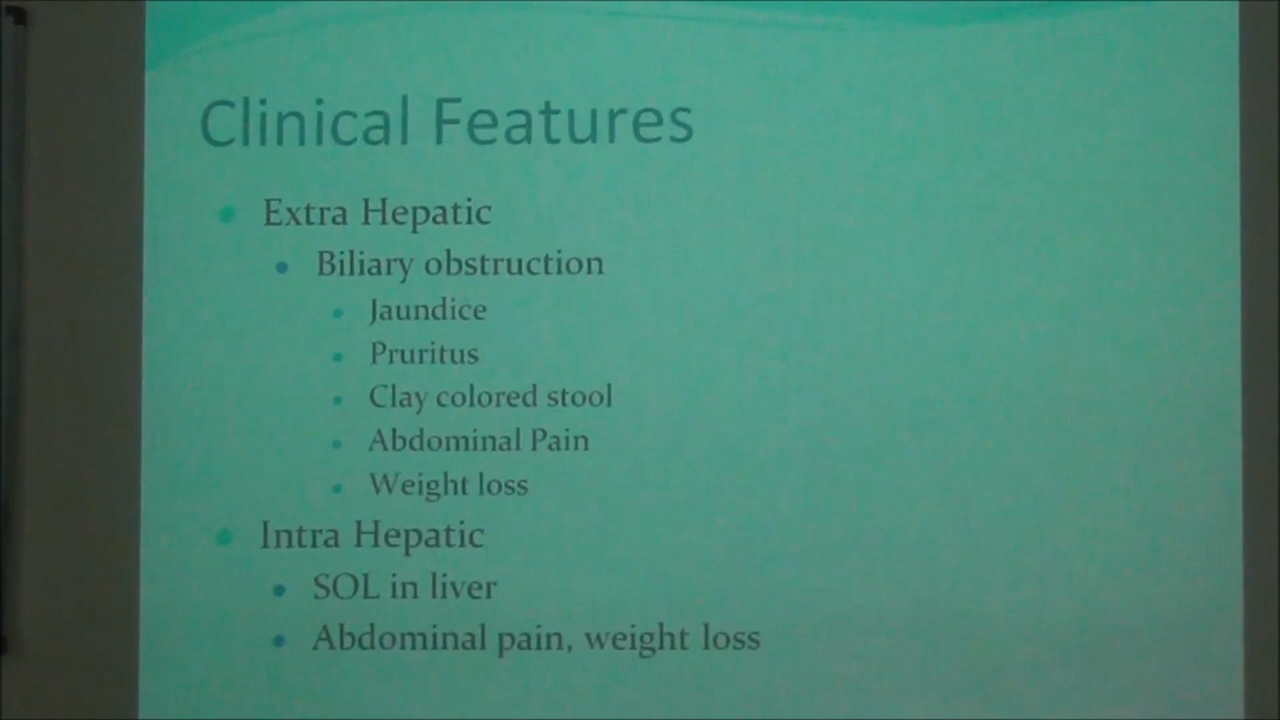 Clinical Features
Extra Hepatic
Biliary obstruction
Jaundice
Pruritus
Clay colored stool
Abdominal Pain
Weight loss
Intra Hepatic
SOL in liver
Abdominal pain, weight loss